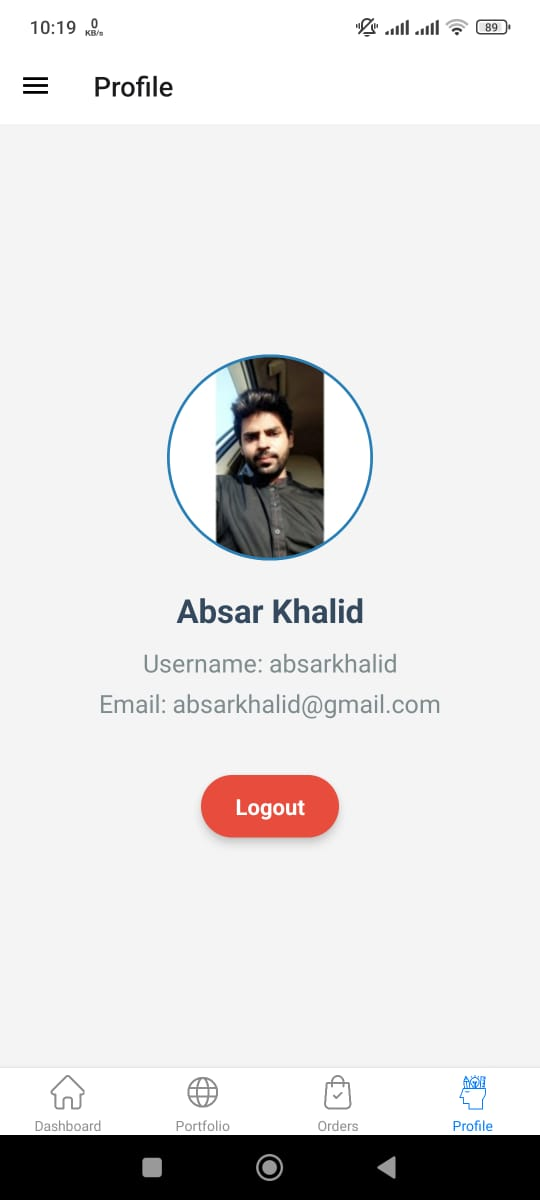 10:19 0 KB/s 89
Profile
Absar Khalid
Username: absarkhalid
Email: absarkhalid@gmail.com
Logout
Dashboard Portfolio Orders Profile